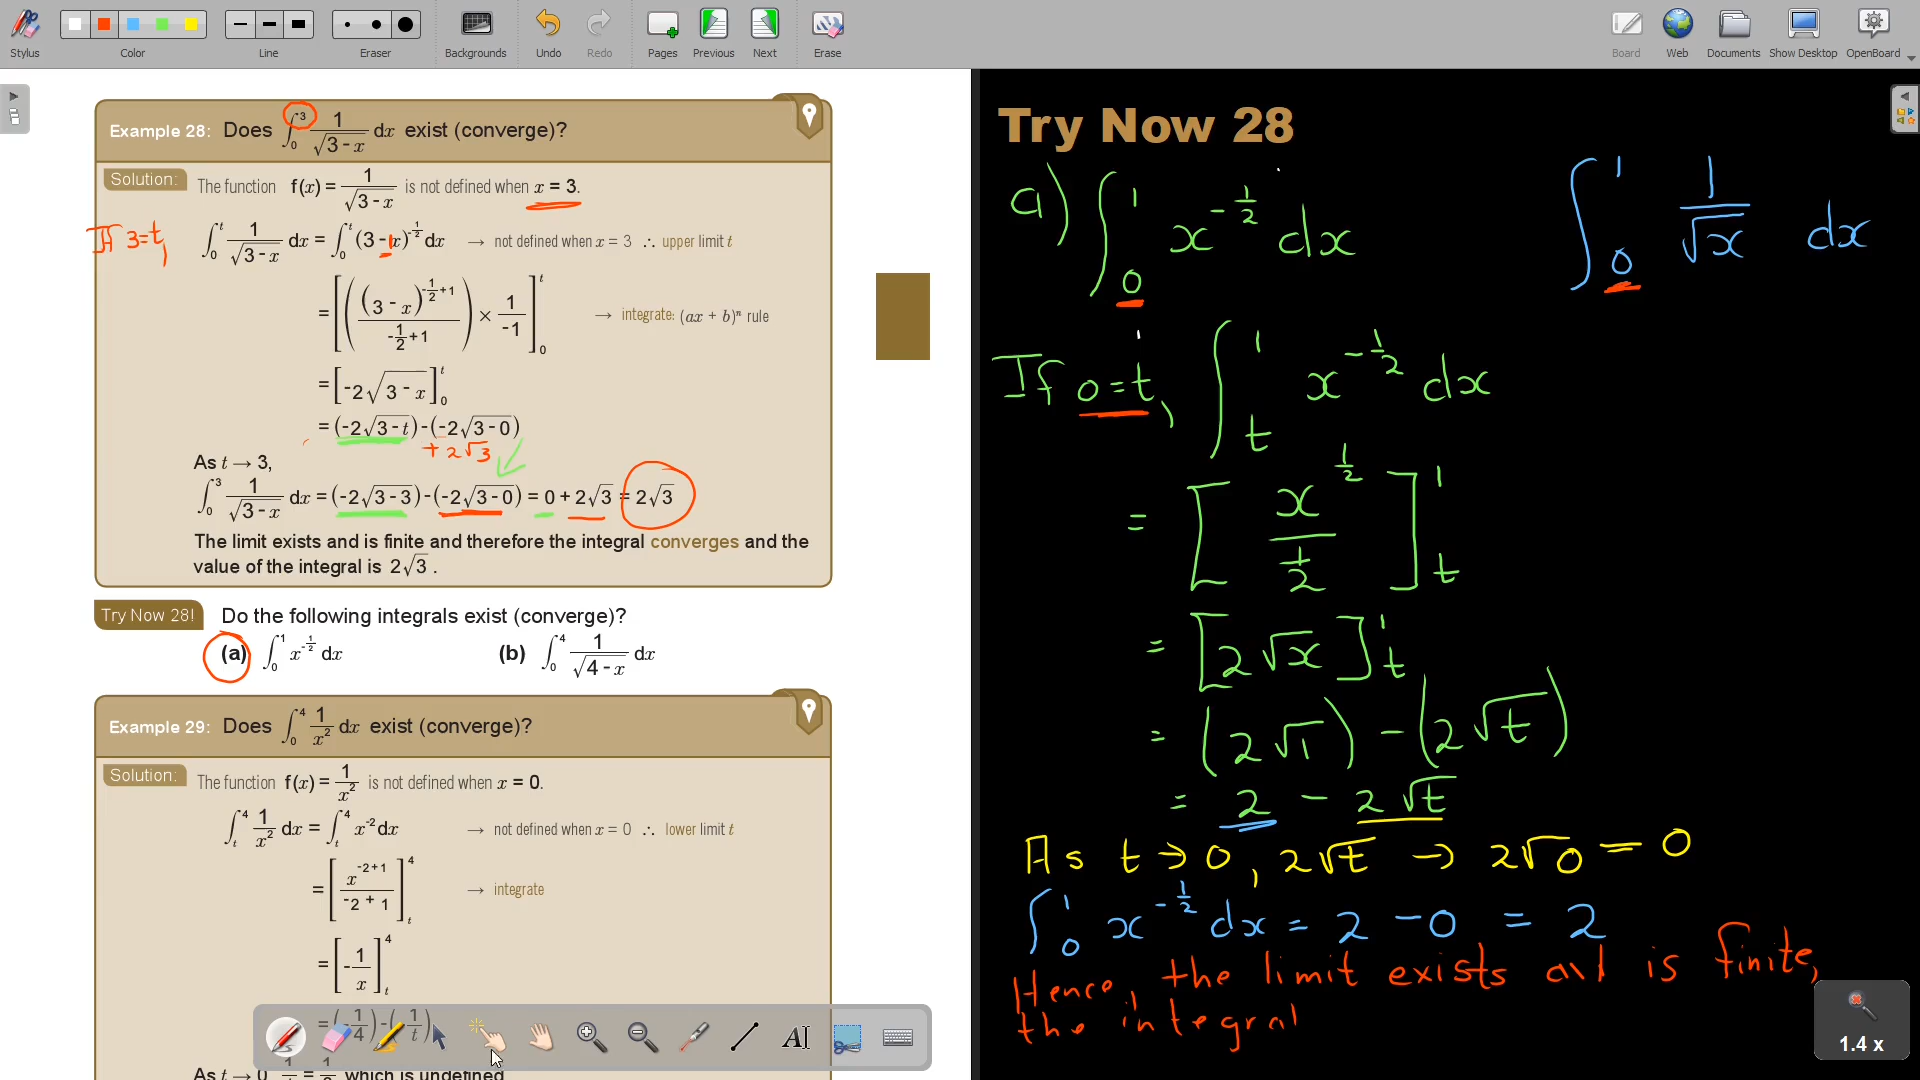 Stylus Color Line Eraser Backgrounds Undo Redo Pages Previous Next Erase Board Web Documents Show Desktop OpenBoard
Example 28: Does ∫₀³ 1/√(3 - x) dx exist (converge)?
Solution: The function f(x) = 1/√(3 - x) is not defined when x = 3.
If 3=t,
∫₀ᵗ 1/√(3 - x) dx = ∫₀ᵗ (3 - x)^(-1/2) dx → not defined when x = 3 ∴ upper limit t
= [((3 - x)^(-1/2+1) / (-1/2+1)) × 1/-1]₀ᵗ → integrate: (ax + b)ⁿ rule
= [-2√(3 - x)]₀ᵗ
= (-2√(3 - t)) - (-2√(3 - 0))
+ 2√3
As t → 3,
∫₀³ 1/√(3 - x) dx = (-2√(3 - 3)) - (-2√(3 - 0)) = 0 + 2√3 = 2√3
The limit exists and is finite and therefore the integral converges and the
value of the integral is 2√3 .
Try Now 28! Do the following integrals exist (converge)?
(a) ∫₀¹ x^(-1/2) dx (b) ∫₀⁴ 1/√(4 - x) dx
Example 29: Does ∫₀⁴ 1/x² dx exist (converge)?
Solution: The function f(x) = 1/x² is not defined when x = 0.
∫ₜ⁴ 1/x² dx = ∫ₜ⁴ x⁻² dx → not defined when x = 0 ∴ lower limit t
= [x^(-2+1) / (-2 + 1)]ₜ⁴ → integrate
= [-1/x]ₜ⁴
= (-1/4) - (-1/t)
As t → 0 which is undefined
Try Now 28
a) ∫₀¹ x^(-1/2) dx ∫₀¹ 1/√x dx
If 0=t, ∫ₜ¹ x^(-1/2) dx
= [x^(1/2) / (1/2)]ₜ¹
= [2√x]ₜ¹
= (2√1) - (2√t)
= 2 - 2√t
As t → 0, 2√t → 2√0 = 0
∫₀¹ x^(-1/2) dx = 2 - 0 = 2
Hence, the limit exists and is finite,
the integral
1.4 x